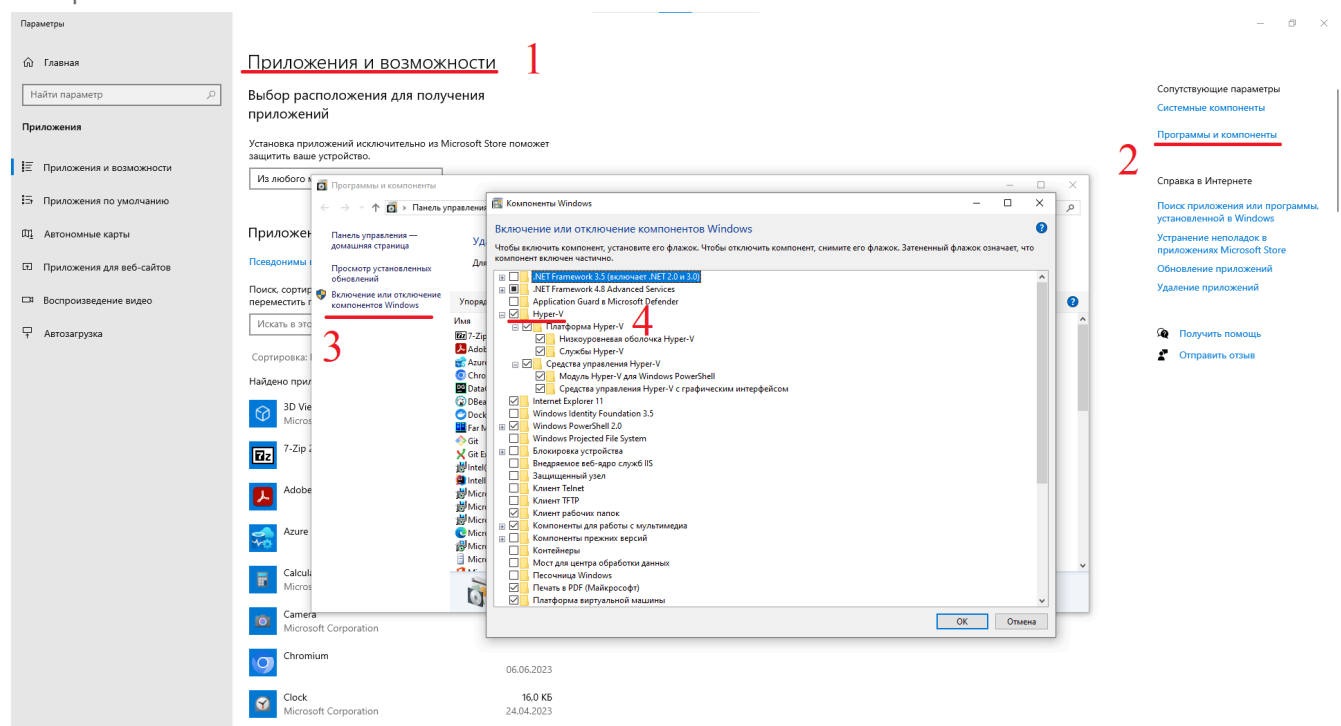 Параметры
Главная
Найти параметр
Приложения
Приложения и возможности
Приложения по умолчанию
Автономные карты
Приложения для веб-сайтов
Воспроизведение видео
Автозагрузка
Приложения и возможности
1
Выбор расположения для получения
приложений
Установка приложений исключительно из Microsoft Store поможет
защитить ваше устройство.
Из любого
Приложен
Псевдонимы
Поиск, сортир
переместить
Искать в это
Сортировка:
Найдено прил
3D Vie
Micros
7-Zip
Adobe
Azure
Calcula
Micros
Camera
Microsoft Corporation
Chromium
06.06.2023
Clock
16,0 КБ
Microsoft Corporation
24.04.2023
Программы и компоненты
Панель управления
Панель управления —
домашняя страница
Просмотр установленных
обновлений
Включение или отключение
компонентов Windows
3
Уд
Для
Упоряд
Имя
7-Zip
Adob
Azure
Chro
Data
DBea
Dock
Far M
Git
Git E
Intel(
Intell
Micro
Micro
Micro
Micro
Micro
Micro
Компоненты Windows
Включение или отключение компонентов Windows
Чтобы включить компонент, установите его флажок. Чтобы отключить компонент, снимите его флажок. Затененный флажок означает, что
компонент включен частично.
.NET Framework 3.5 (включает .NET 2.0 и 3.0)
.NET Framework 4.8 Advanced Services
Application Guard в Microsoft Defender
Hyper-V
4
Платформа Hyper-V
Низкоуровневая оболочка Hyper-V
Службы Hyper-V
Средства управления Hyper-V
Модуль Hyper-V для Windows PowerShell
Средства управления Hyper-V с графическим интерфейсом
Internet Explorer 11
Windows Identity Foundation 3.5
Windows PowerShell 2.0
Windows Projected File System
Блокировка устройства
Внедряемое веб-ядро служб IIS
Защищенный узел
Клиент Telnet
Клиент TFTP
Клиент рабочих папок
Компоненты для работы с мультимедиа
Компоненты прежних версий
Контейнеры
Мост для центра обработки данных
Песочница Windows
Печать в PDF (Майкрософт)
Платформа виртуальной машины
ОК
Отмена
Сопутствующие параметры
Системные компоненты
Программы и компоненты
2
Справка в Интернете
Поиск приложения или программы,
установленной в Windows
Устранение неполадок в
приложениях Microsoft Store
Обновление приложений
Удаление приложений
Получить помощь
Отправить отзыв